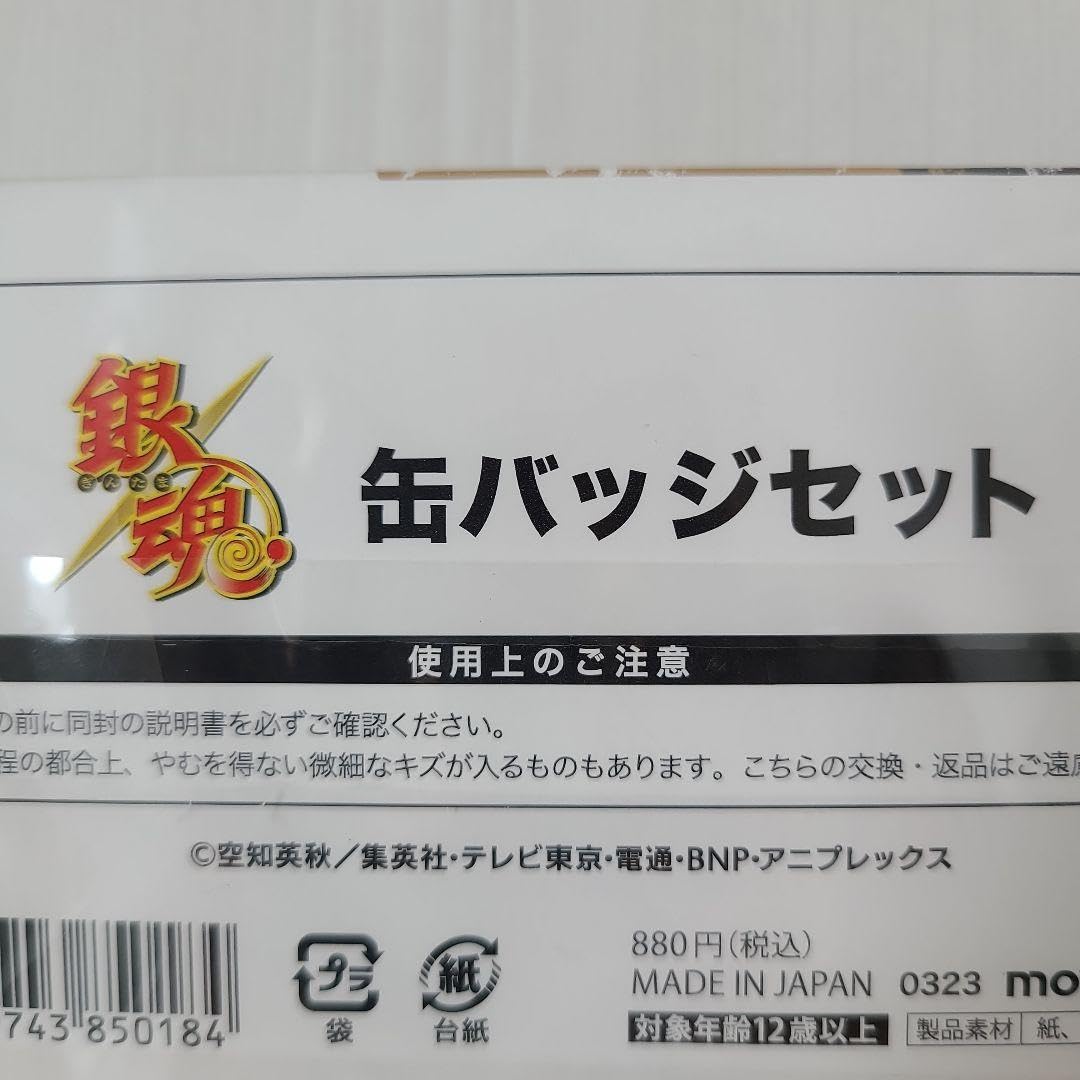 銀魂
ぎんたま
缶バッジセット
使用上のご注意
の前に同封の説明書を必ずご確認ください。
程の都合上、やむを得ない微細なキズが入るものもあります。こちらの交換・返品はご遠
©空知英秋／集英社・テレビ東京・電通・BNP・アニプレックス
プラ
袋
紙
台紙
880円(税込)
MADE IN JAPAN 0323 mo
対象年齢12歳以上 製品素材 紙、
743 850184